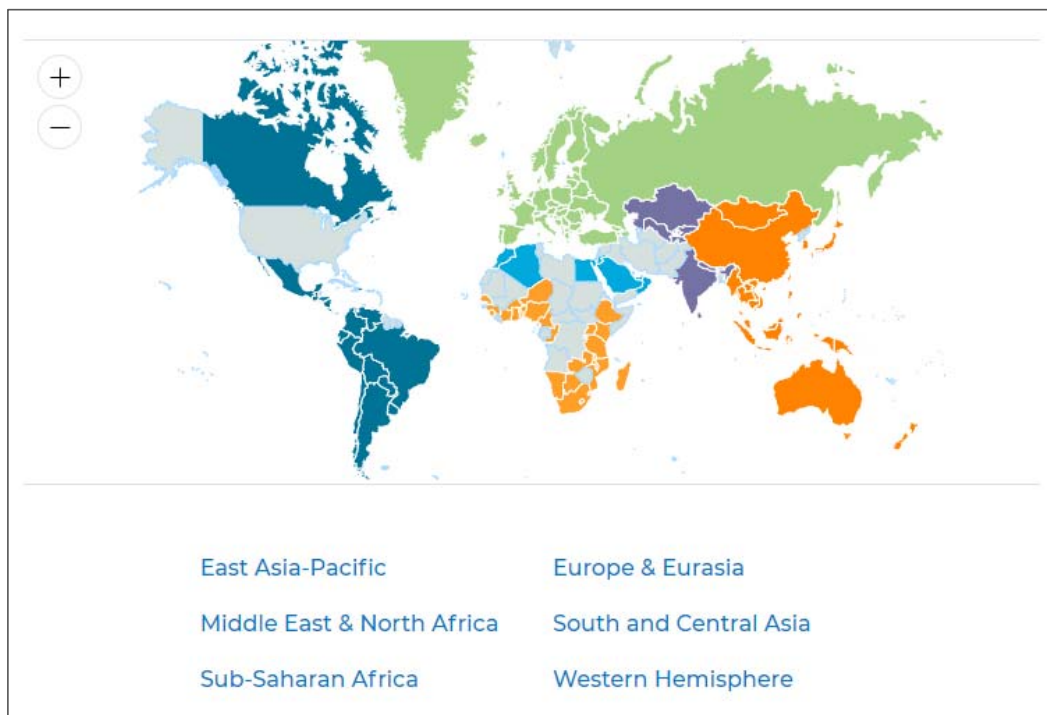 +
−
East Asia-Pacific
Europe & Eurasia
Middle East & North Africa
South and Central Asia
Sub-Saharan Africa
Western Hemisphere